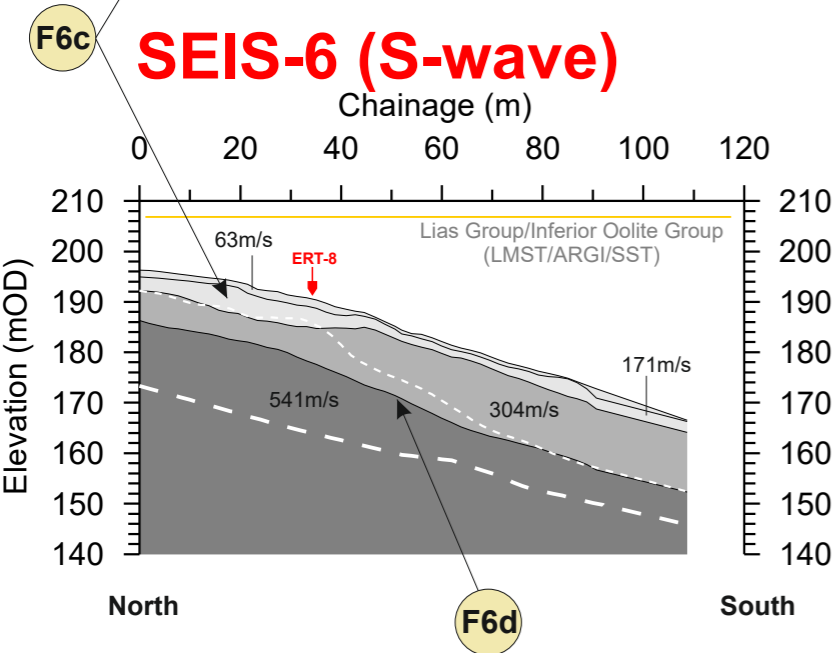 F6c
SEIS-6 (S-wave)
Chainage (m)
0 20 40 60 80 100 120
210 210
Lias Group/Inferior Oolite Group
63m/s
(LMST/ARGI/SST)
200 200
ERT-8
190 190
Elevation (mOD)
180 180
171m/s
170 170
541m/s
304m/s
160 160
150 150
140 140
North South
F6d